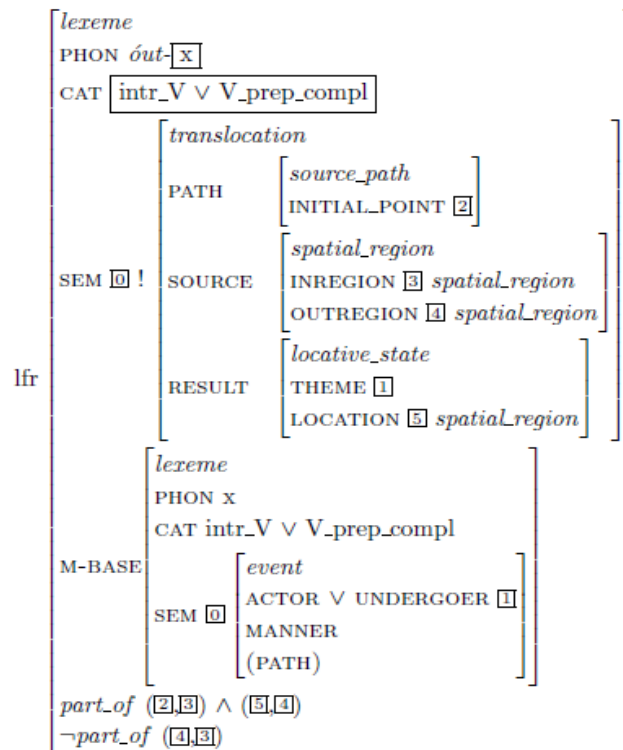 lexeme
PHON óut-x
CAT intr_V ∨ V_prep_compl
translocation
PATH
source_path
INITIAL_POINT 2
SEM 0 !
SOURCE
spatial_region
INREGION 3 spatial_region
OUTREGION 4 spatial_region
RESULT
locative_state
THEME 1
LOCATION 5 spatial_region
lfr
M-BASE
lexeme
PHON x
CAT intr_V ∨ V_prep_compl
SEM 0
event
ACTOR ∨ UNDERGOER 1
MANNER
(PATH)
part_of (2,3) ∧ (5,4)
¬part_of (4,3)